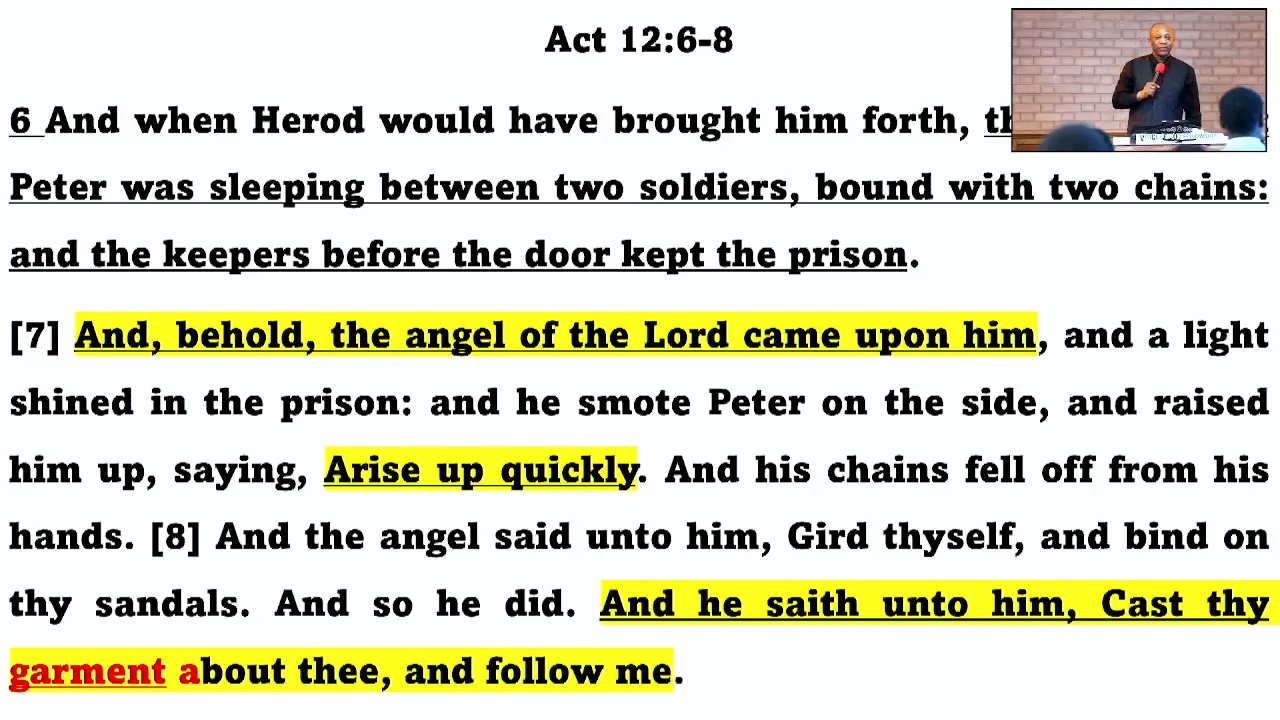 Act 12:6-8
6 And when Herod would have brought him forth,
Peter was sleeping between two soldiers, bound with two chains:
and the keepers before the door kept the prison.
[7] And, behold, the angel of the Lord came upon him, and a light
shined in the prison: and he smote Peter on the side, and raised
him up, saying, Arise up quickly. And his chains fell off from his
hands. [8] And the angel said unto him, Gird thyself, and bind on
thy sandals. And so he did. And he saith unto him, Cast thy
garment about thee, and follow me.